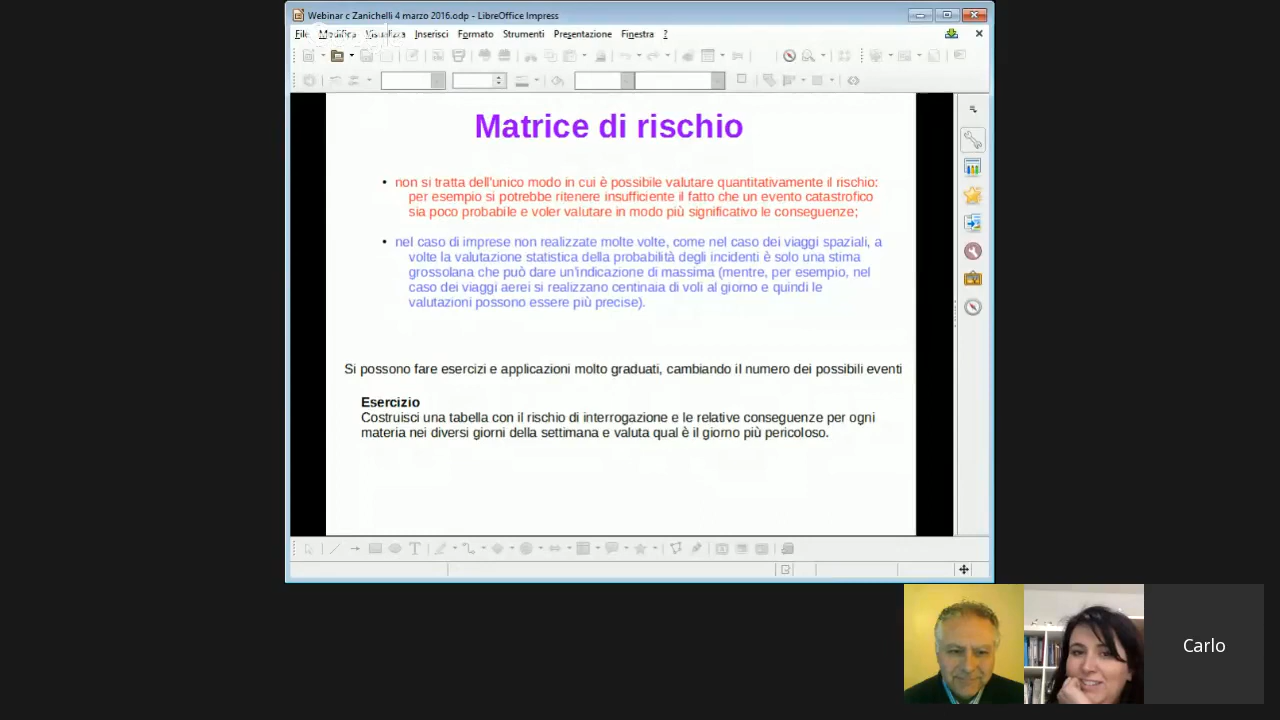 Webinar c Zanichelli 4 marzo 2016.odp - LibreOffice Impress
File Modifica Visualizza Inserisci Formato Strumenti Presentazione Finestra ?
Matrice di rischio
• non si tratta dell'unico modo in cui è possibile valutare quantitativamente il rischio:
per esempio si potrebbe ritenere insufficiente il fatto che un evento catastrofico
sia poco probabile e voler valutare in modo più significativo le conseguenze;
• nel caso di imprese non realizzate molte volte, come nel caso dei viaggi spaziali, a
volte la valutazione statistica della probabilità degli incidenti è solo una stima
grossolana che può dare un'indicazione di massima (mentre, per esempio, nel
caso dei viaggi aerei si realizzano centinaia di voli al giorno e quindi le
valutazioni possono essere più precise).
Si possono fare esercizi e applicazioni molto graduati, cambiando il numero dei possibili eventi
Esercizio
Costruisci una tabella con il rischio di interrogazione e le relative conseguenze per ogni
materia nei diversi giorni della settimana e valuta qual è il giorno più pericoloso.
Carlo